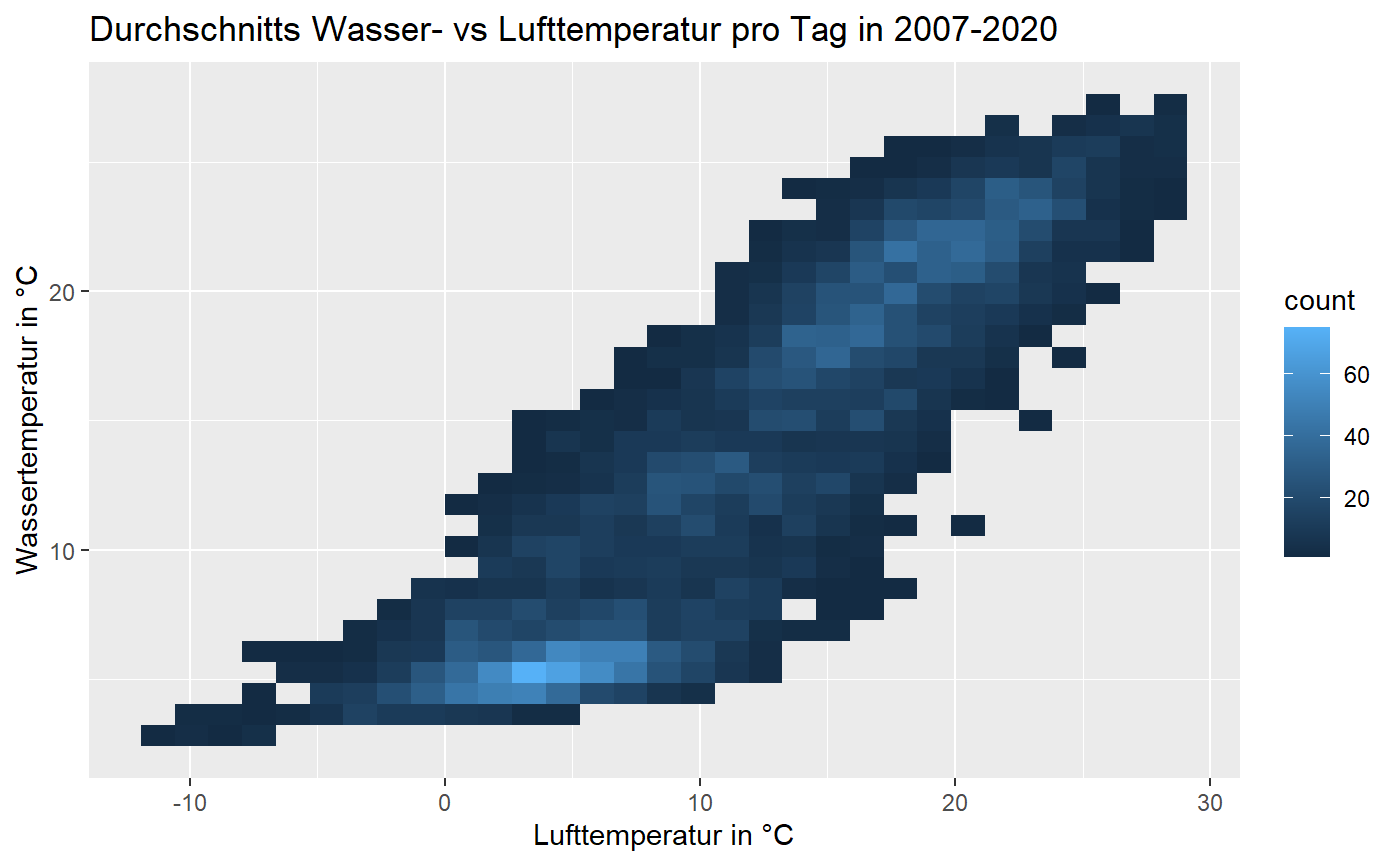 Durchschnitts Wasser- vs Lufttemperatur pro Tag in 2007-2020
Wassertemperatur in °C
20
10
-10
0
10
20
30
Lufttemperatur in °C
count
60
40
20